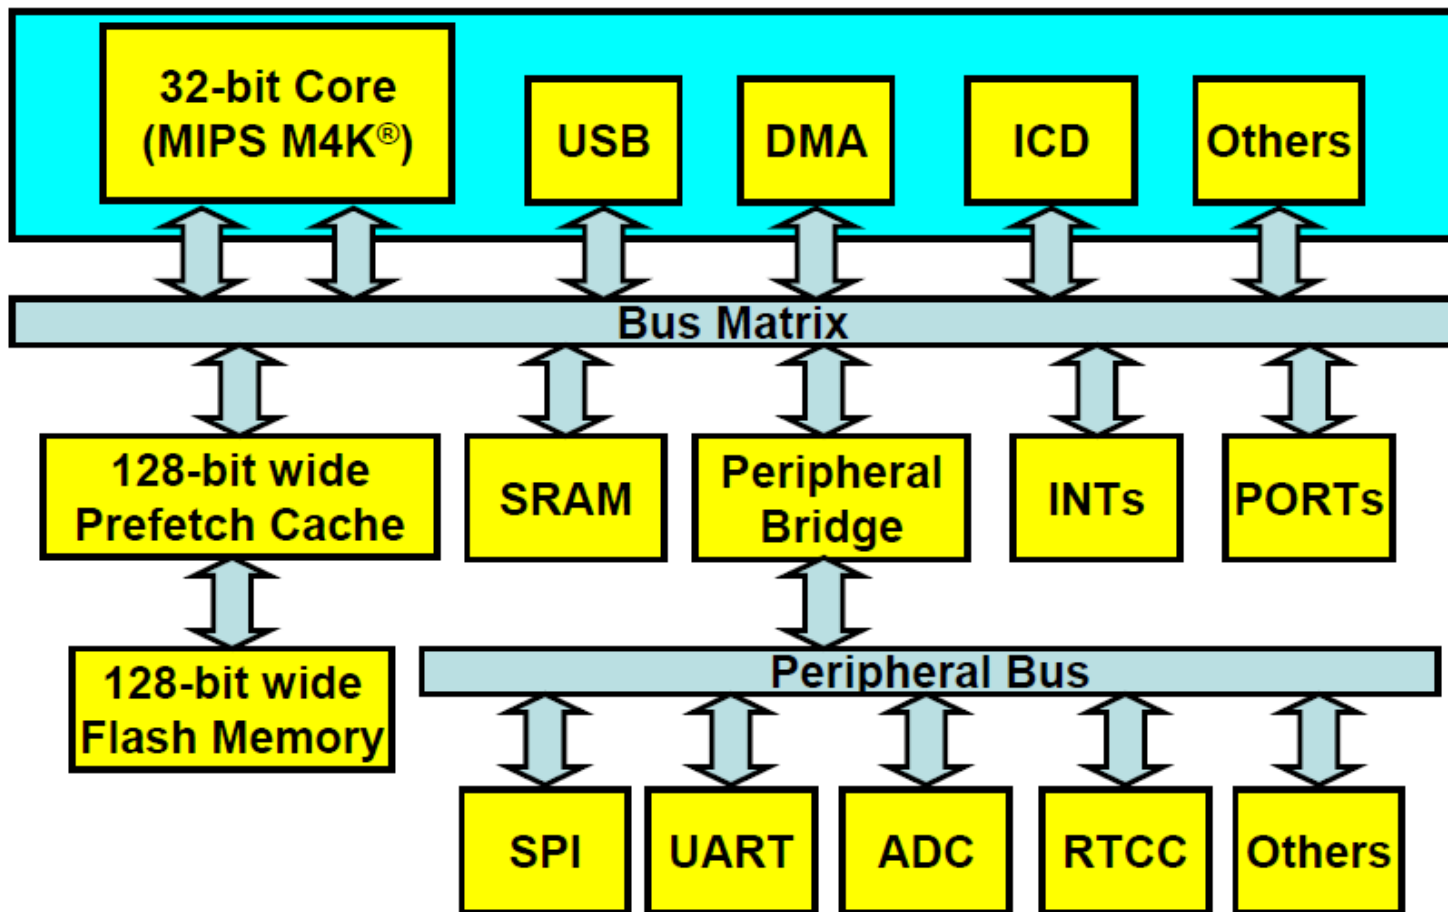 32-bit Core
(MIPS M4K®)
USB
DMA
ICD
Others
Bus Matrix
128-bit wide
Prefetch Cache
SRAM
Peripheral
Bridge
INTs
PORTs
128-bit wide
Flash Memory
Peripheral Bus
SPI
UART
ADC
RTCC
Others